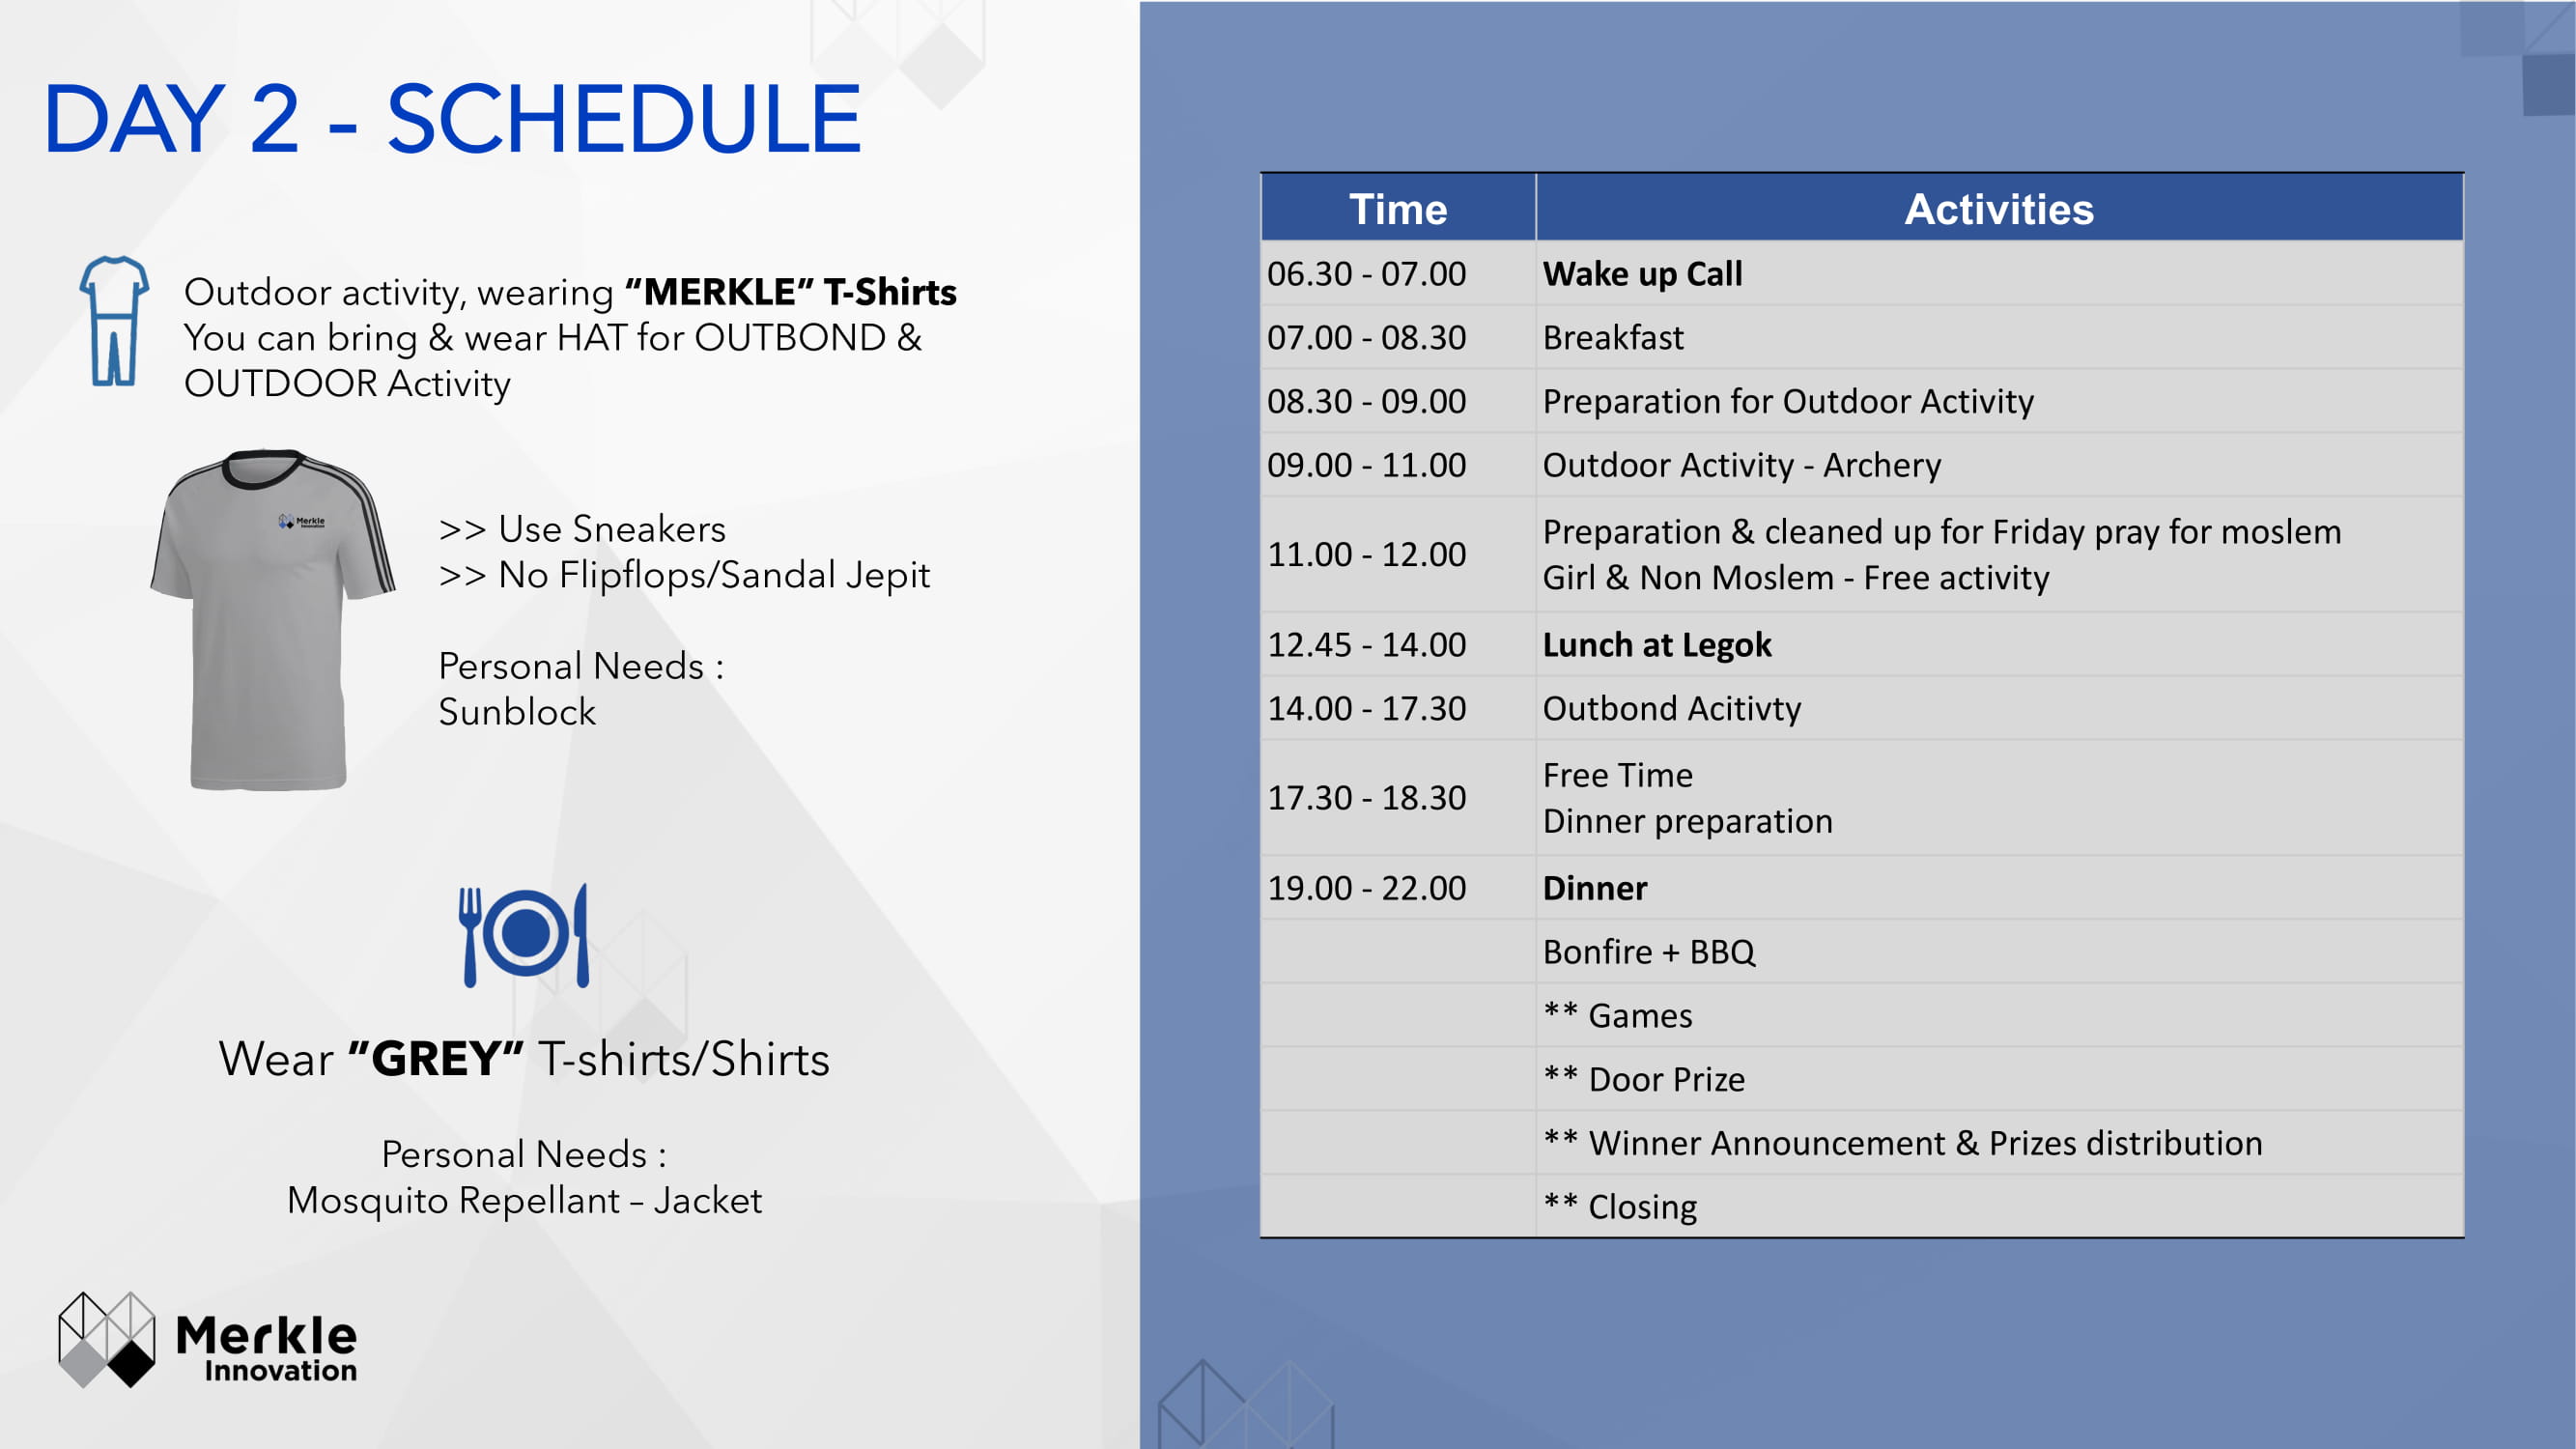 DAY 2 - SCHEDULE
Outdoor activity, wearing “MERKLE” T-Shirts
You can bring & wear HAT for OUTBOND &
OUTDOOR Activity
Merkle
Innovation
>> Use Sneakers
>> No Flipflops/Sandal Jepit
Personal Needs :
Sunblock
Wear ”GREY” T-shirts/Shirts
Personal Needs :
Mosquito Repellant – Jacket
Merkle
Innovation
Time Activities
06.30 - 07.00 Wake up Call
07.00 - 08.30 Breakfast
08.30 - 09.00 Preparation for Outdoor Activity
09.00 - 11.00 Outdoor Activity - Archery
11.00 - 12.00 Preparation & cleaned up for Friday pray for moslem
Girl & Non Moslem - Free activity
12.45 - 14.00 Lunch at Legok
14.00 - 17.30 Outbond Acitivty
17.30 - 18.30 Free Time
Dinner preparation
19.00 - 22.00 Dinner
Bonfire + BBQ
** Games
** Door Prize
** Winner Announcement & Prizes distribution
** Closing